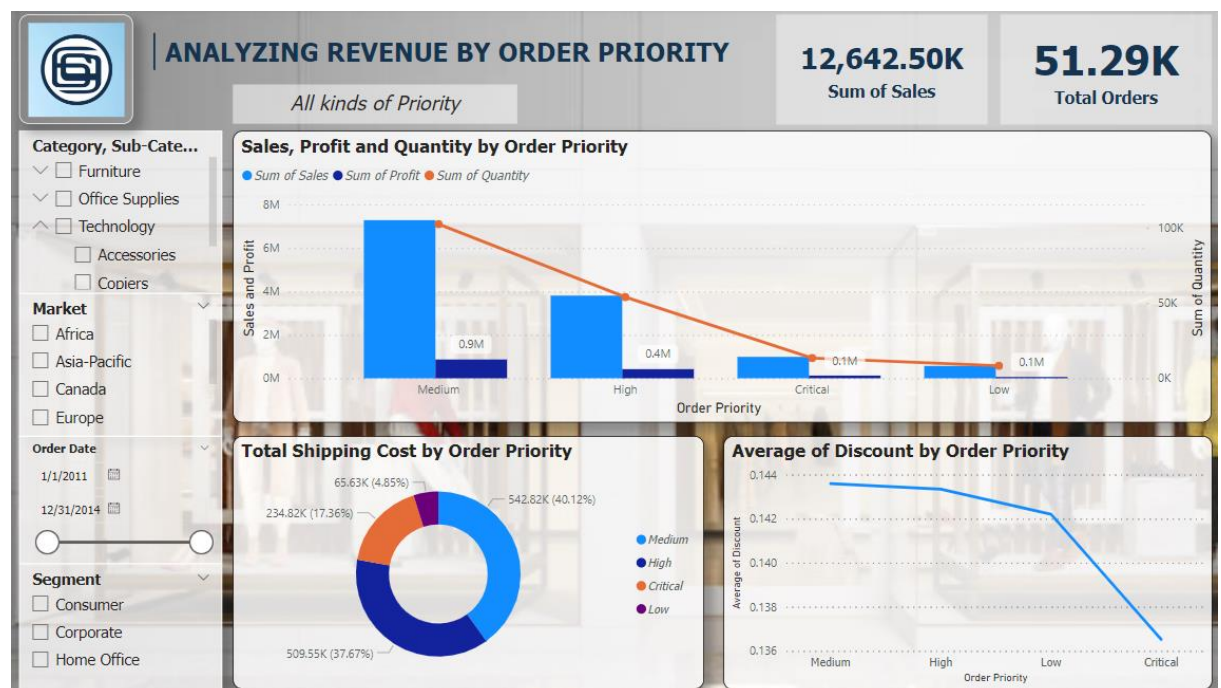 ANALYZING REVENUE BY ORDER PRIORITY
All kinds of Priority
12,642.50K
Sum of Sales
51.29K
Total Orders
Category, Sub-Cate...
Furniture
Office Supplies
Technology
Accessories
Copiers
Market
Africa
Asia-Pacific
Canada
Europe
Order Date
1/1/2011
12/31/2014
Segment
Consumer
Corporate
Home Office
Sales, Profit and Quantity by Order Priority
Sum of Sales Sum of Profit Sum of Quantity
Sales and Profit
8M
6M
4M
2M
0M
0.9M
0.4M
0.1M
0.1M
100K
50K
0K
Sum of Quantity
Medium High Critical Low
Order Priority
Total Shipping Cost by Order Priority
65.63K (4.85%)
542.82K (40.12%)
234.82K (17.36%)
509.55K (37.67%)
Medium
High
Critical
Low
Average of Discount by Order Priority
Average of Discount
0.144
0.142
0.140
0.138
0.136
Medium High Low Critical
Order Priority